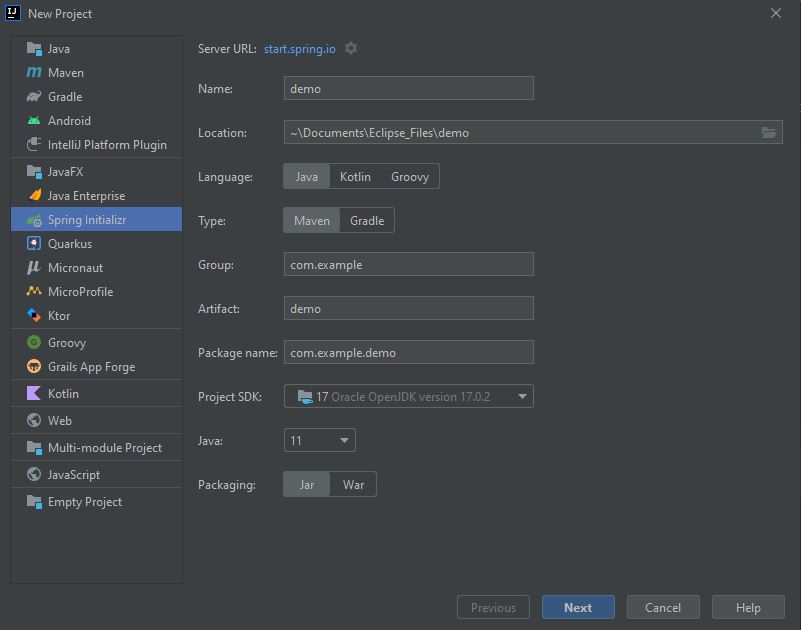 New Project
Java
Maven
Gradle
Android
IntelliJ Platform Plugin
JavaFX
Java Enterprise
Spring Initializr
Quarkus
Micronaut
MicroProfile
Ktor
Groovy
Grails App Forge
Kotlin
Web
Multi-module Project
JavaScript
Empty Project
Server URL: start.spring.io
Name: demo
Location: ~\Documents\Eclipse_Files\demo
Language: Java Kotlin Groovy
Type: Maven Gradle
Group: com.example
Artifact: demo
Package name: com.example.demo
Project SDK: 17 Oracle OpenJDK version 17.0.2
Java: 11
Packaging: Jar War
Previous Next Cancel Help